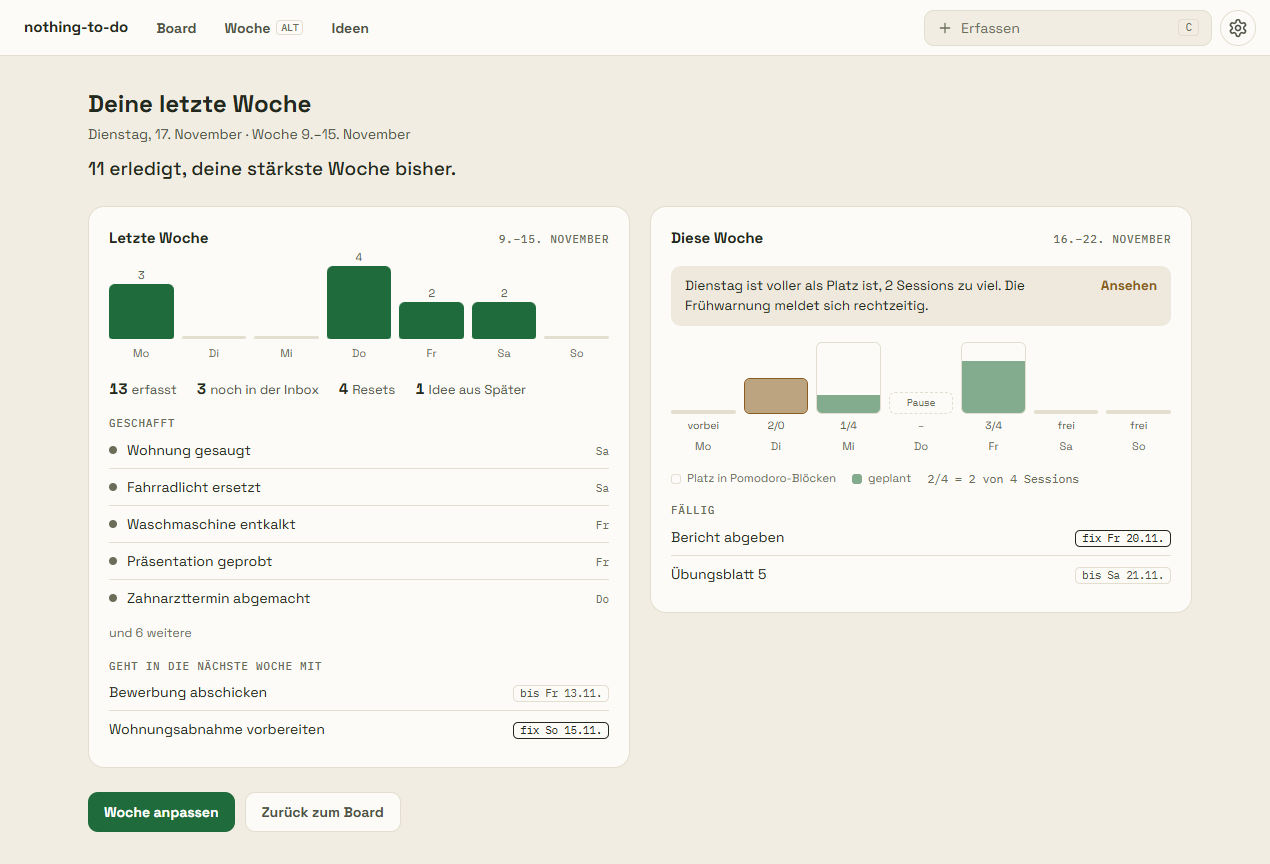 nothing-to-do
Board
Woche ALT
Ideen
+ Erfassen C
Deine letzte Woche
Dienstag, 17. November · Woche 9.–15. November
11 erledigt, deine stärkste Woche bisher.
Letzte Woche
9.–15. NOVEMBER
3 4 2 2
Mo Di Mi Do Fr Sa So
13 erfasst 3 noch in der Inbox 4 Resets 1 Idee aus Später
GESCHAFFT
Wohnung gesaugt Sa
Fahrradlicht ersetzt Sa
Waschmaschine entkalkt Fr
Präsentation geprobt Fr
Zahnarzttermin abgemacht Do
und 6 weitere
GEHT IN DIE NÄCHSTE WOCHE MIT
Bewerbung abschicken bis Fr 13.11.
Wohnungsabnahme vorbereiten fix So 15.11.
Diese Woche
16.–22. NOVEMBER
Dienstag ist voller als Platz ist, 2 Sessions zu viel. Die
Frühwarnung meldet sich rechtzeitig.
Ansehen
Pause
vorbei 2/0 1/4 – 3/4 frei frei
Mo Di Mi Do Fr Sa So
Platz in Pomodoro-Blöcken geplant 2/4 = 2 von 4 Sessions
FÄLLIG
Bericht abgeben fix Fr 20.11.
Übungsblatt 5 bis Sa 21.11.
Woche anpassen
Zurück zum Board